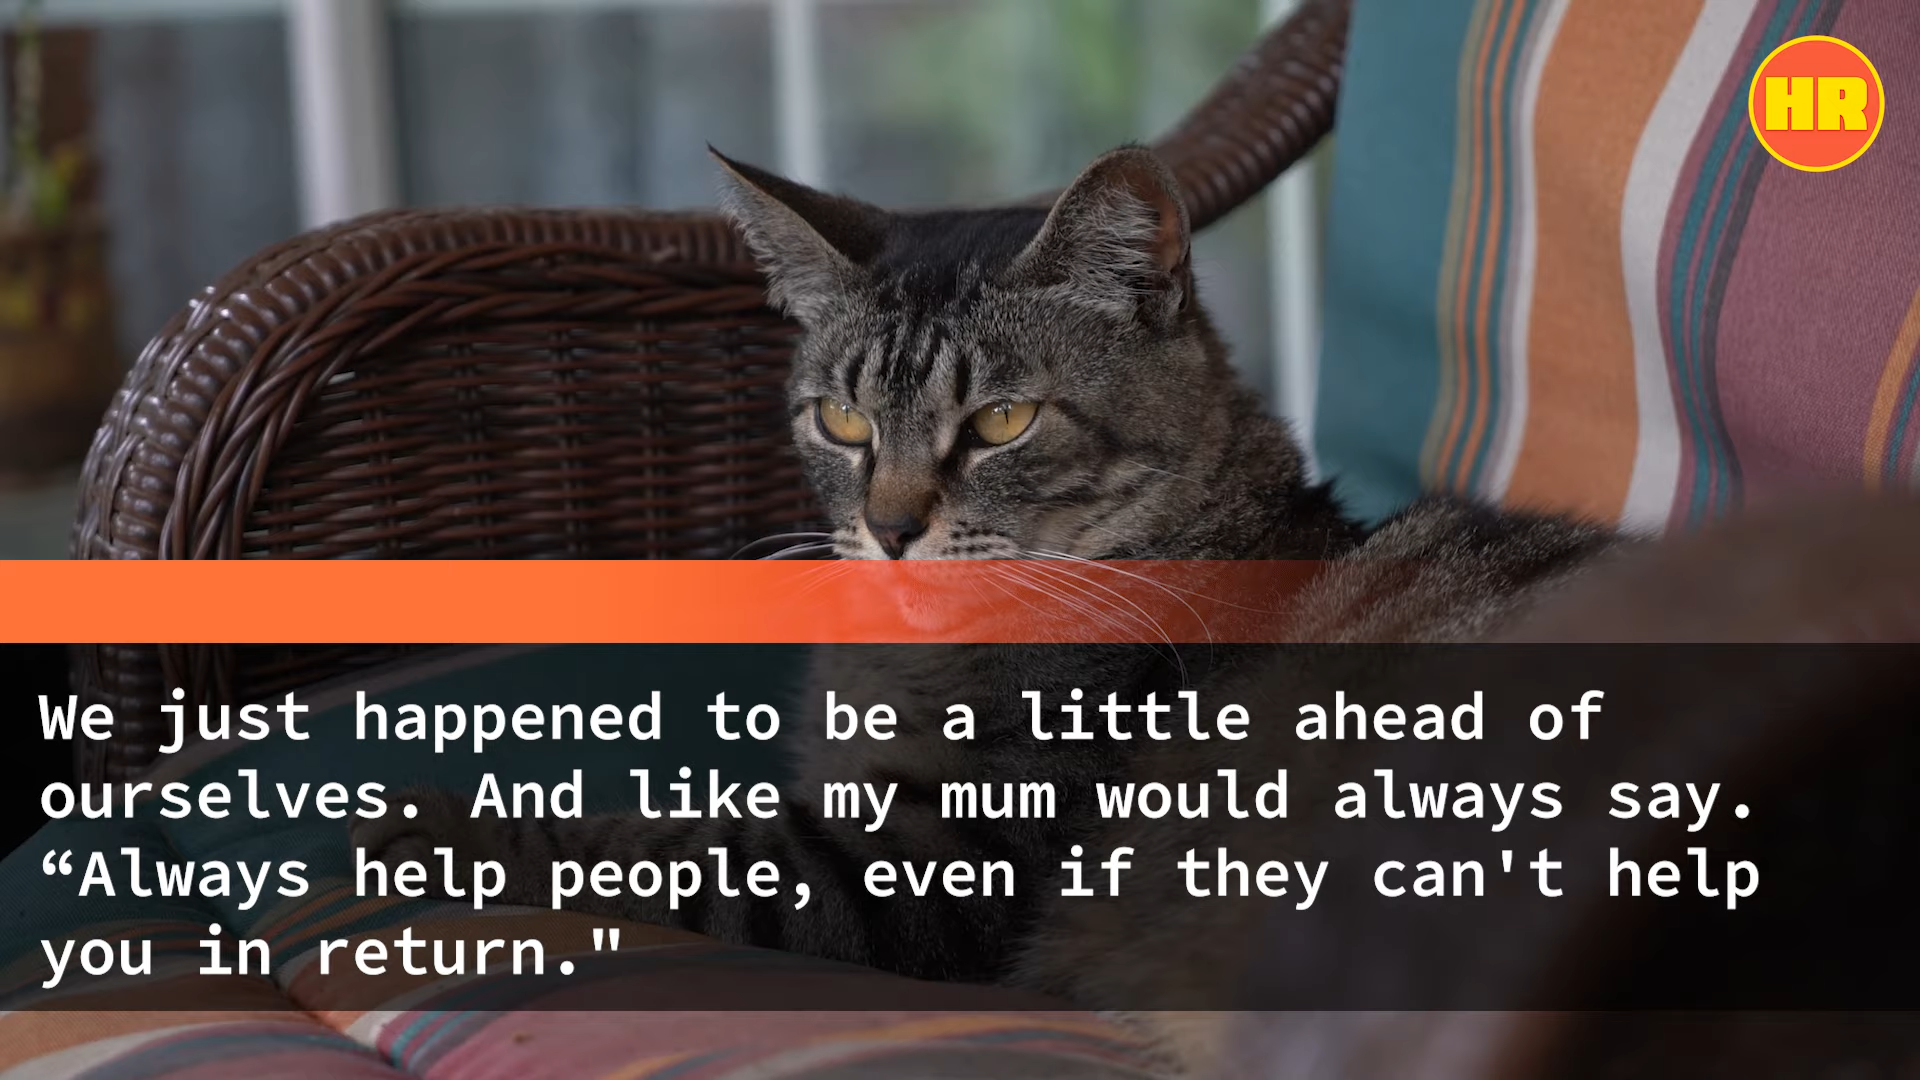 HR
We just happened to be a little ahead of
ourselves. And like my mum would always say.
“Always help people, even if they can't help
you in return."